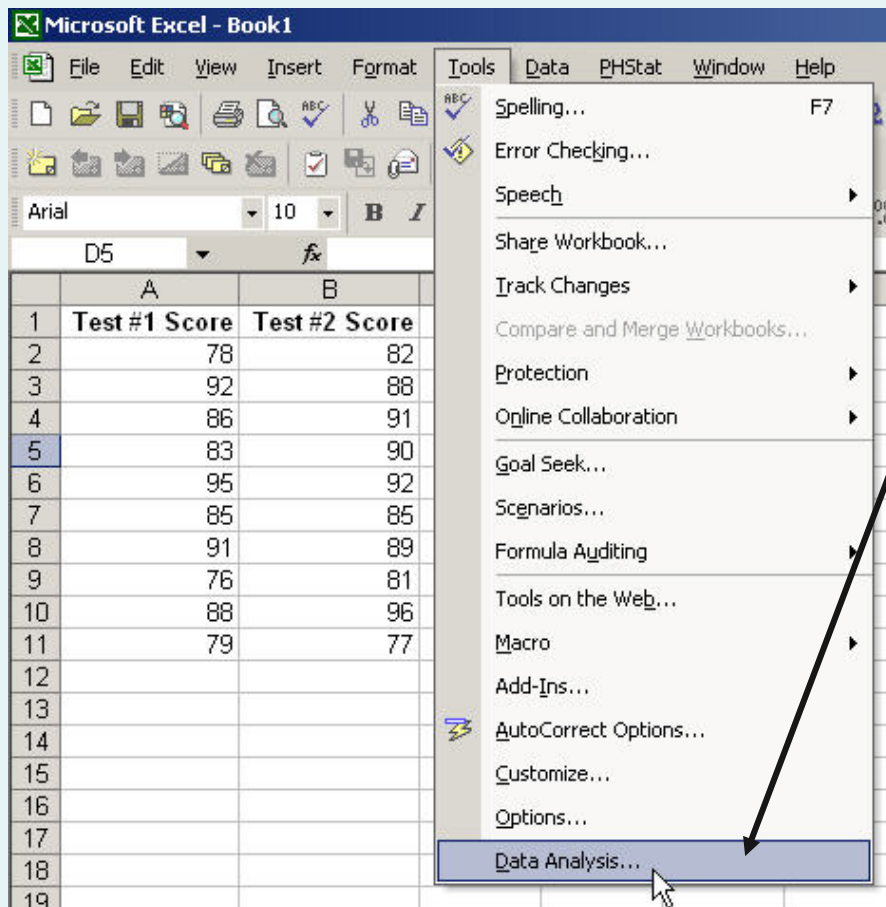 Microsoft Excel - Book1
File Edit View Insert Format Tools Data PHStat Window Help
Spelling... F7
Error Checking...
Speech
Share Workbook...
Track Changes
Compare and Merge Workbooks...
Protection
Online Collaboration
Goal Seek...
Scenarios...
Formula Auditing
Tools on the Web...
Macro
Add-Ins...
AutoCorrect Options...
Customize...
Options...
Data Analysis...
Arial 10 B I
D5 fx
A B
1 Test #1 Score Test #2 Score
2 78 82
3 92 88
4 86 91
5 83 90
6 95 92
7 85 85
8 91 89
9 76 81
10 88 96
11 79 77
12
13
14
15
16
17
18
19